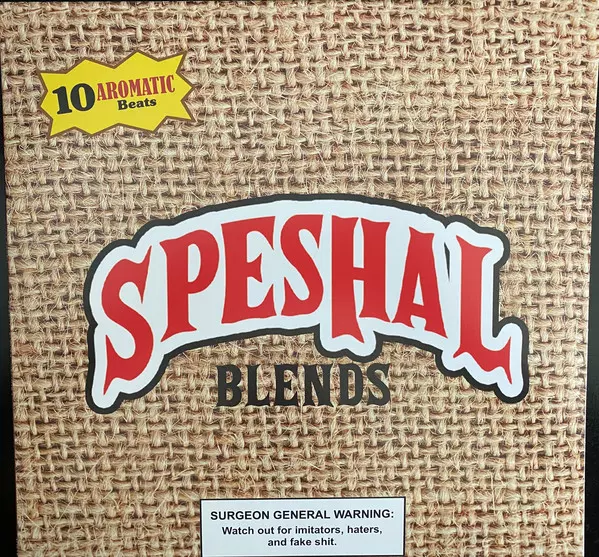 10 AROMATIC
Beats
SPESHAL
BLENDS
SURGEON GENERAL WARNING:
Watch out for imitators, haters,
and fake shit.